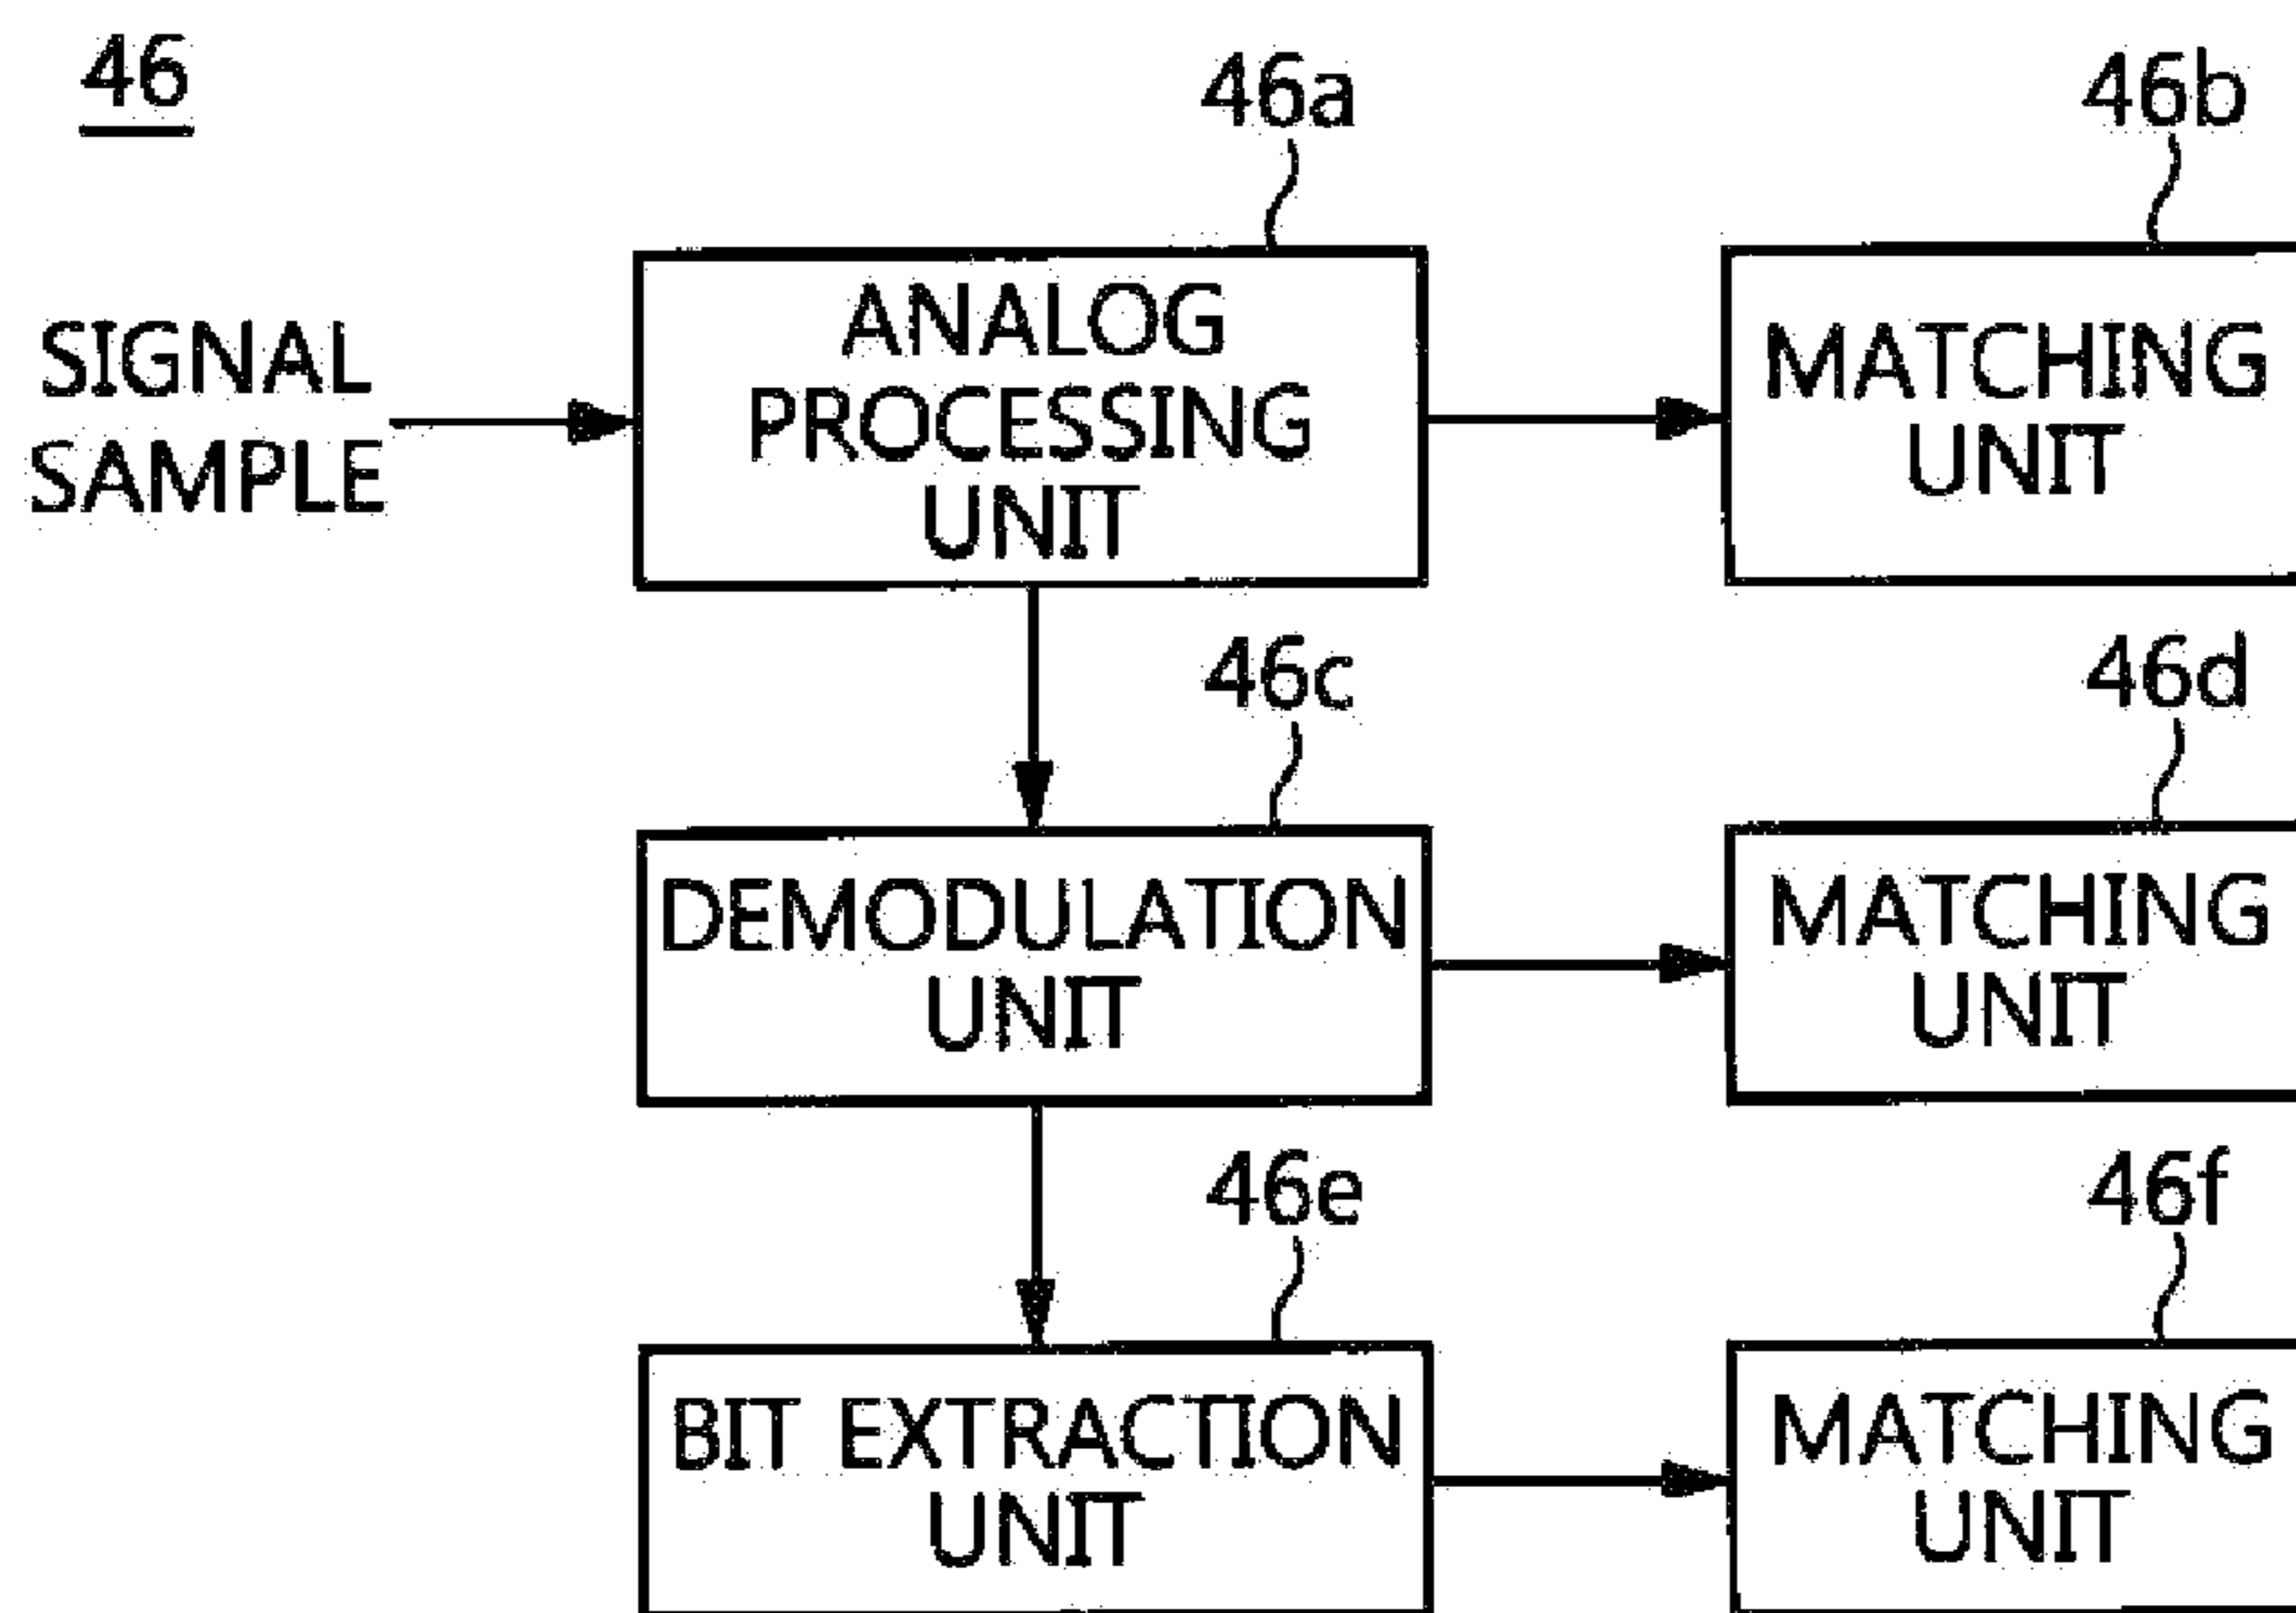 46
46a
46b
SIGNAL
SAMPLE
ANALOG
PROCESSING
UNIT
MATCHING
UNIT
46c
46d
DEMODULATION
UNIT
MATCHING
UNIT
46e
46f
BIT EXTRACTION
UNIT
MATCHING
UNIT